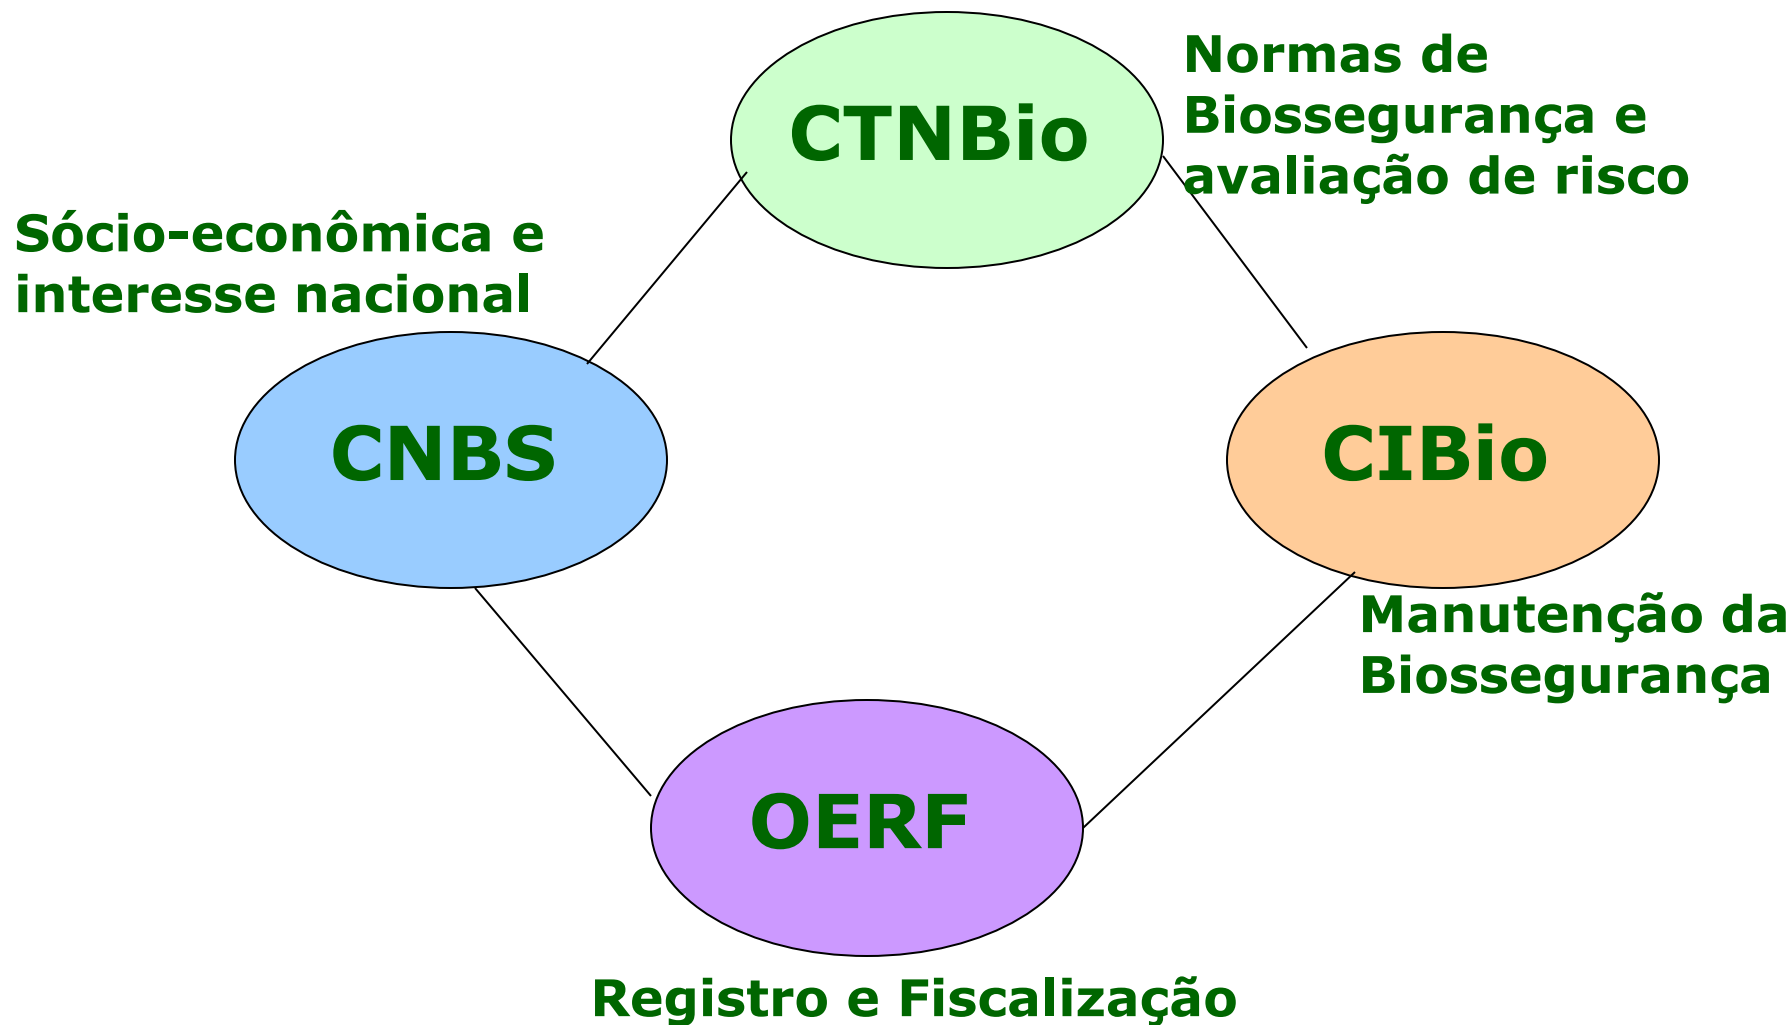 CTNBio
Normas de
Biossegurança e
avaliação de risco
Sócio-econômica e
interesse nacional
CNBS
CIBio
Manutenção da
Biossegurança
OERF
Registro e Fiscalização